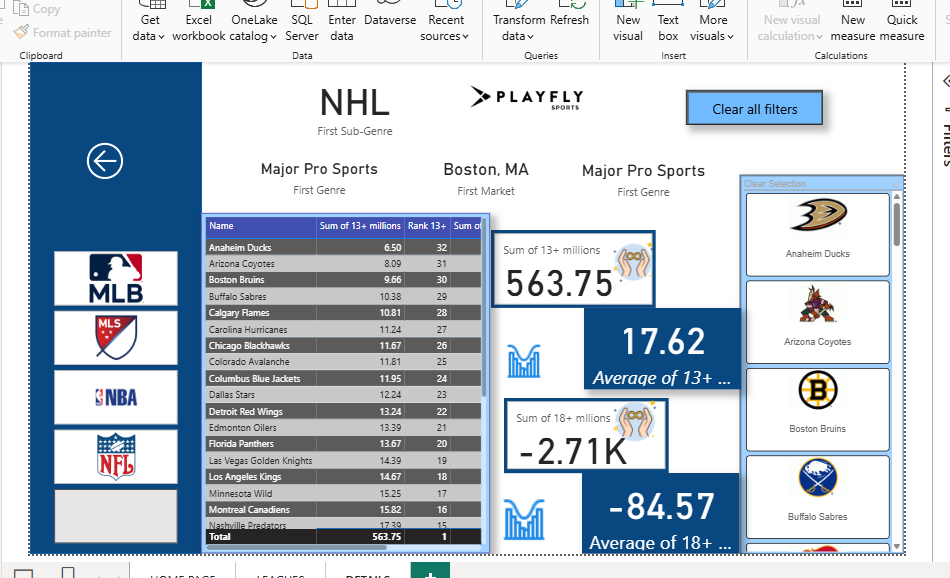 Copy
Format painter
Clipboard
Get data
Excel workbook
OneLake catalog
SQL Server
Enter data
Dataverse
Recent sources
Data
Transform data
Refresh
Queries
New visual
Text box
More visuals
Insert
New visual calculation
New measure
Quick measure
Calculations
Filters
NHL
First Sub-Genre
PLAYFLY
SPORTS
Clear all filters
Major Pro Sports
First Genre
Boston, MA
First Market
Major Pro Sports
First Genre
MLB
MLS
NBA
NFL
Name Sum of 13+ millions Rank 13+ Sum of
Anaheim Ducks 6.50 32
Arizona Coyotes 8.09 31
Boston Bruins 9.66 30
Buffalo Sabres 10.38 29
Calgary Flames 10.81 28
Carolina Hurricanes 11.24 27
Chicago Blackhawks 11.67 26
Colorado Avalanche 11.81 25
Columbus Blue Jackets 11.95 24
Dallas Stars 12.24 23
Detroit Red Wings 13.24 22
Edmonton Oilers 13.39 21
Florida Panthers 13.67 20
Las Vegas Golden Knights 14.39 19
Los Angeles Kings 14.67 18
Minnesota Wild 15.25 17
Montreal Canadiens 15.82 16
Nashville Predators 17.39 15
Total 563.75 1
Sum of 13+ millions
563.75
17.62
Average of 13+ ...
Sum of 18+ mllions
-2.71K
-84.57
Average of 18+ ...
Clear Selection
Anaheim Ducks
Arizona Coyotes
B
Boston Bruins
Buffalo Sabres
HOME PAGE
LEAGUES
DETAILS